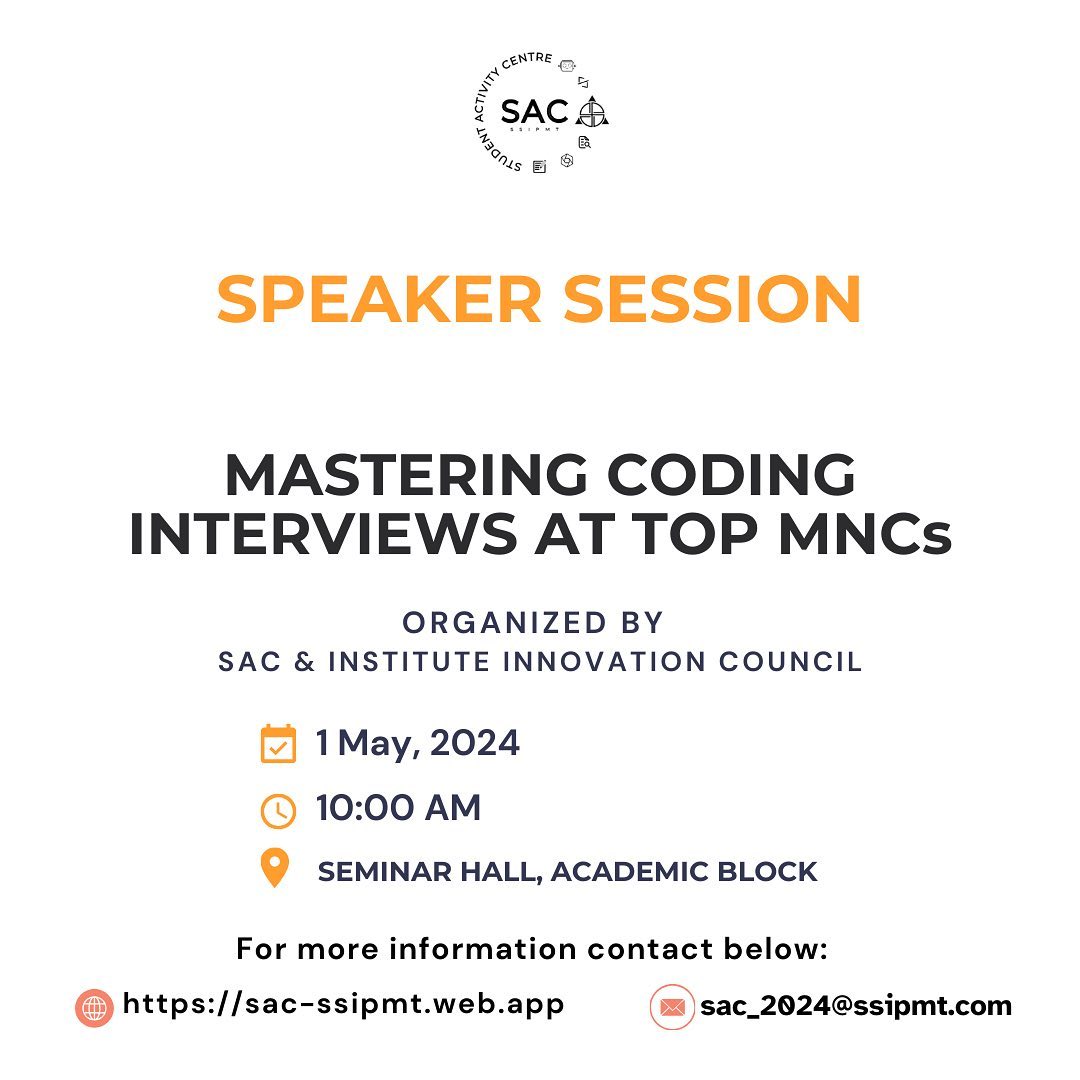 STUDENT ACTIVITY CENTRE
SAC
SSIPMT
SPEAKER SESSION
MASTERING CODING
INTERVIEWS AT TOP MNCs
ORGANIZED BY
SAC & INSTITUTE INNOVATION COUNCIL
1 May, 2024
10:00 AM
SEMINAR HALL, ACADEMIC BLOCK
For more information contact below:
https://sac-ssipmt.web.app
sac_2024@ssipmt.com